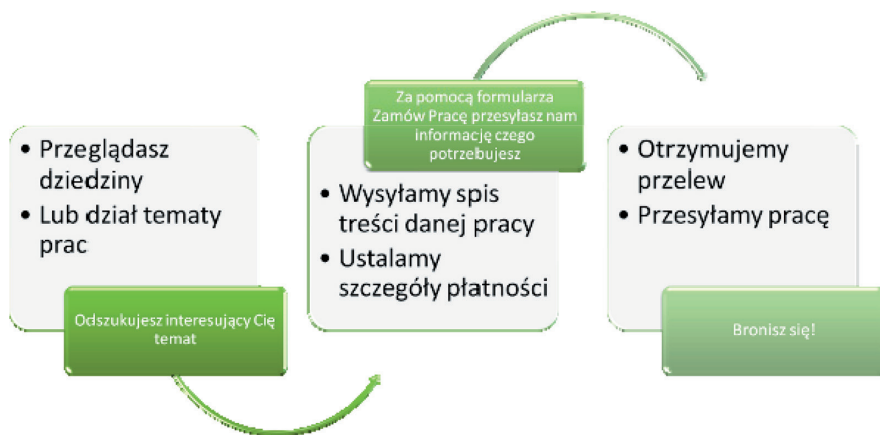 • Przeglądasz
dziedziny
• Lub dział tematy
prac
Odszukujesz interesujący Cię
temat
Za pomocą formularza
Zamów Pracę przesyłasz nam
informację czego
potrzebujesz
• Wysyłamy spis
treści danej pracy
• Ustalamy
szczegóły płatności
• Otrzymujemy
przelew
• Przesyłamy pracę
Bronisz się!